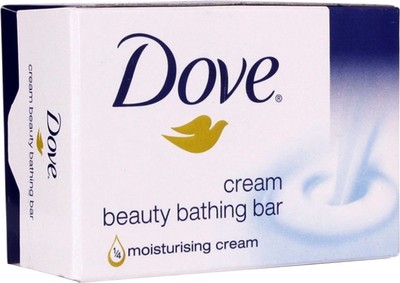 Dove®
cream
beauty bathing bar
¼ moisturising cream
Dove
cream beauty bathing bar